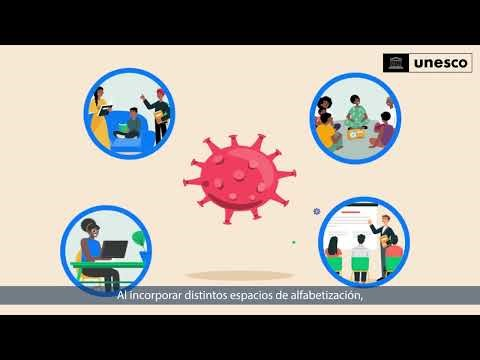 unesco
Al incorporar distintos espacios de alfabetización,